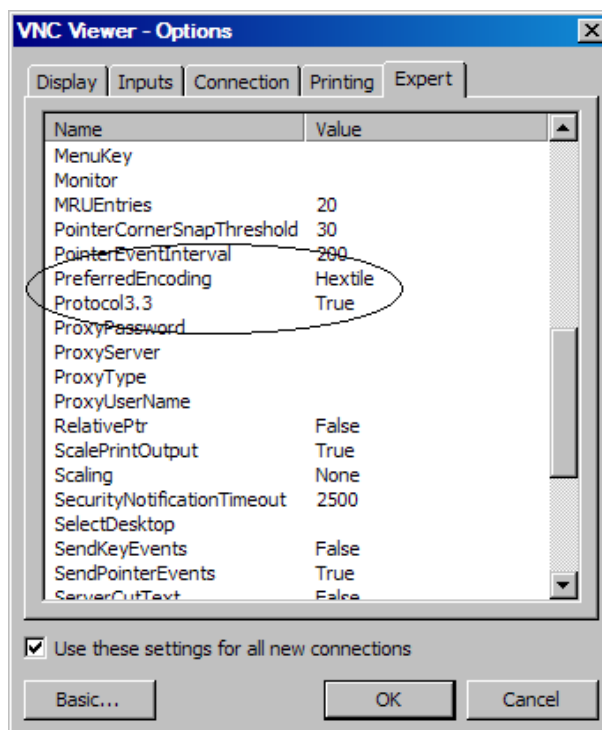 VNC Viewer - Options
Display Inputs Connection Printing Expert
Name Value
MenuKey
Monitor
MRUEntries 20
PointerCornerSnapThreshold 30
PointerEventInterval 200
PreferredEncoding Hextile
Protocol3.3 True
ProxyPassword
ProxyServer
ProxyType
ProxyUserName
RelativePtr False
ScalePrintOutput True
Scaling None
SecurityNotificationTimeout 2500
SelectDesktop
SendKeyEvents False
SendPointerEvents True
ServerCutText False
Use these settings for all new connections
Basic... OK Cancel